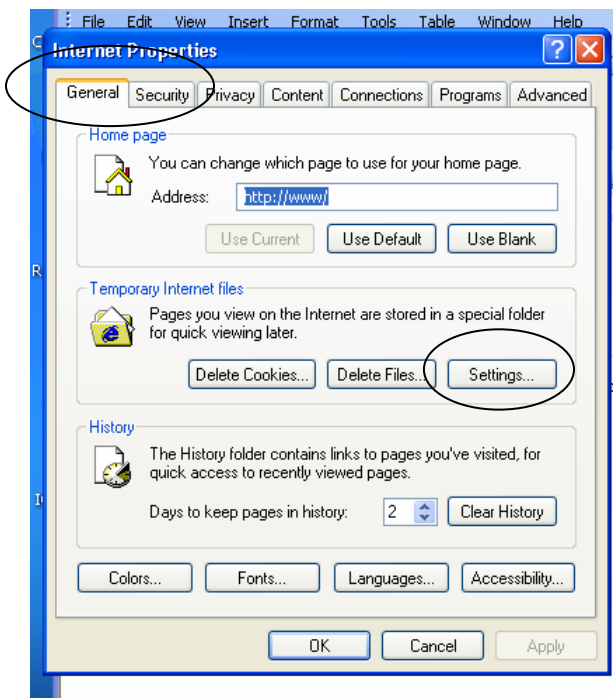 File Edit View Insert Format Tools Table Window Help
Internet Properties
General Security Privacy Content Connections Programs Advanced
Home page
You can change which page to use for your home page.
Address: http://www/
Use Current Use Default Use Blank
R
Temporary Internet files
Pages you view on the Internet are stored in a special folder
for quick viewing later.
Delete Cookies... Delete Files... Settings...
History
The History folder contains links to pages you've visited, for
quick access to recently viewed pages.
Days to keep pages in history: 2 Clear History
Colors... Fonts... Languages... Accessibility...
OK Cancel Apply